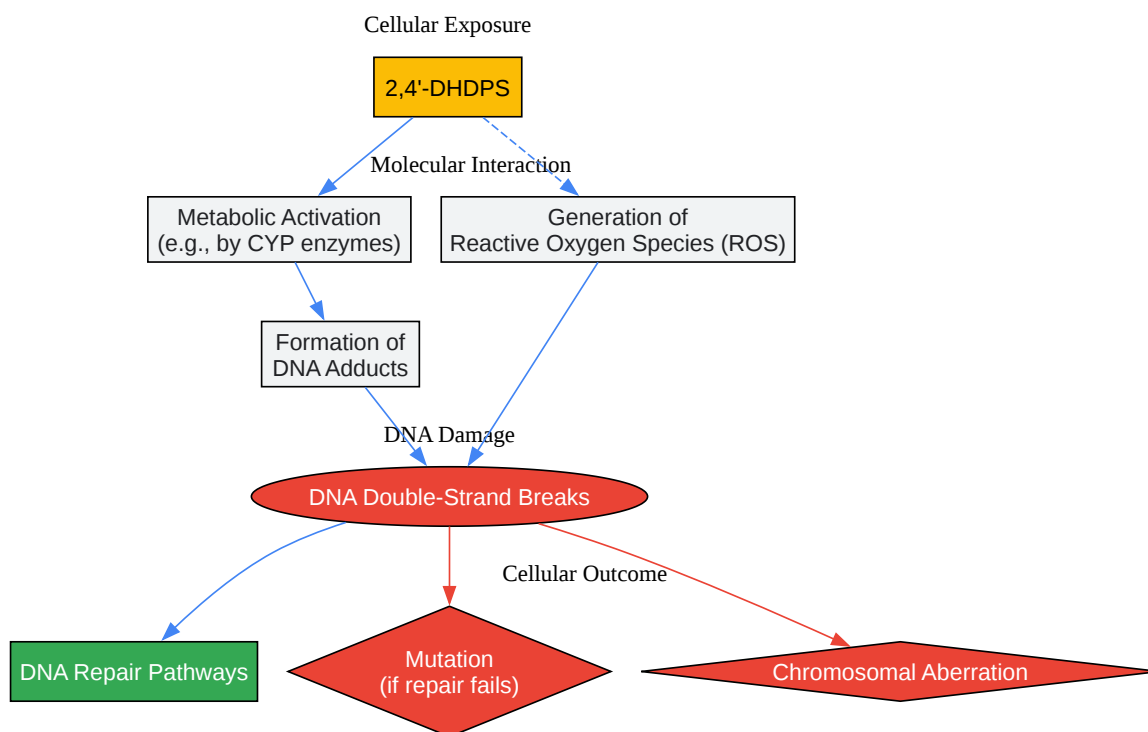 Cellular Exposure
2,4'-DHDPS
Molecular Interaction
Metabolic Activation
(e.g., by CYP enzymes)
Generation of
Reactive Oxygen Species (ROS)
Formation of
DNA Adducts
DNA Damage
DNA Double-Strand Breaks
Cellular Outcome
DNA Repair Pathways
Mutation
(if repair fails)
Chromosomal Aberration